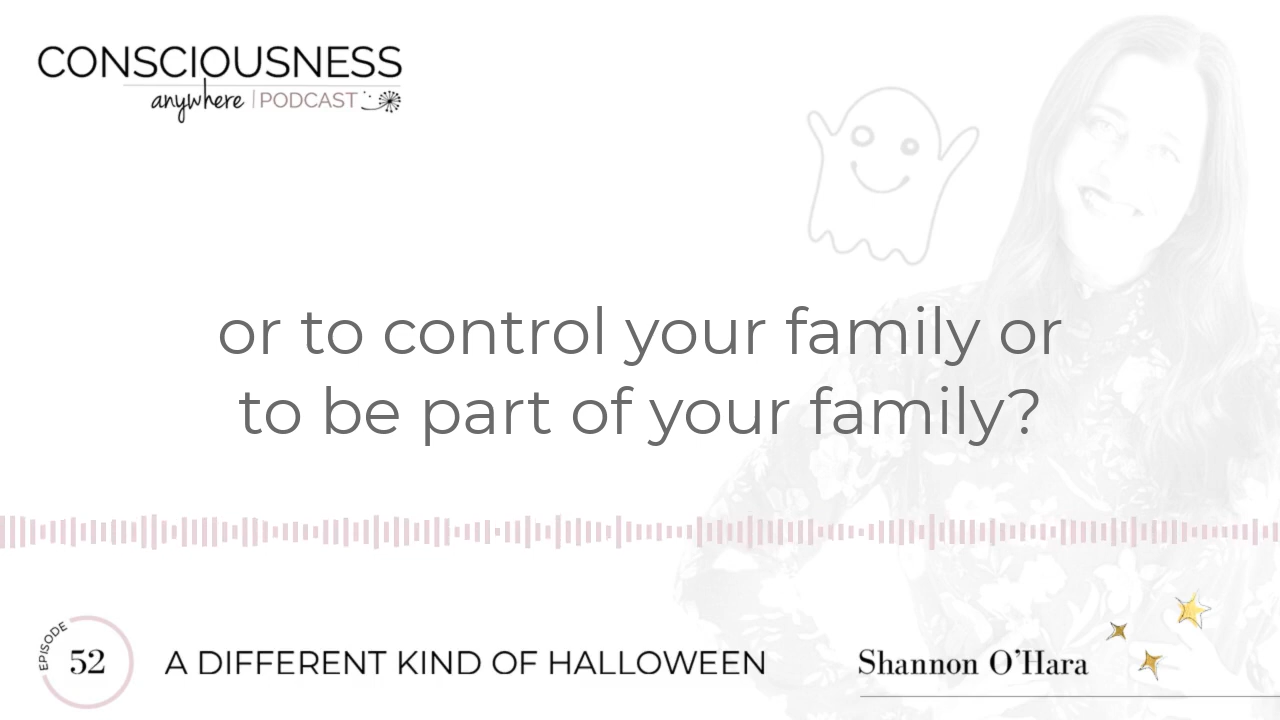 CONSCIOUSNESS
anywhere | PODCAST
or to control your family or
to be part of your family?
EPISODE
52
A DIFFERENT KIND OF HALLOWEEN
Shannon O'Hara